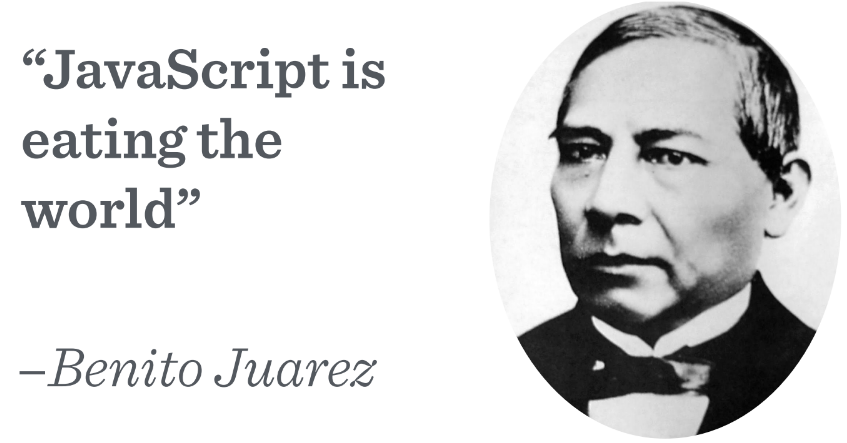 “JavaScript is
eating the
world”
–Benito Juarez